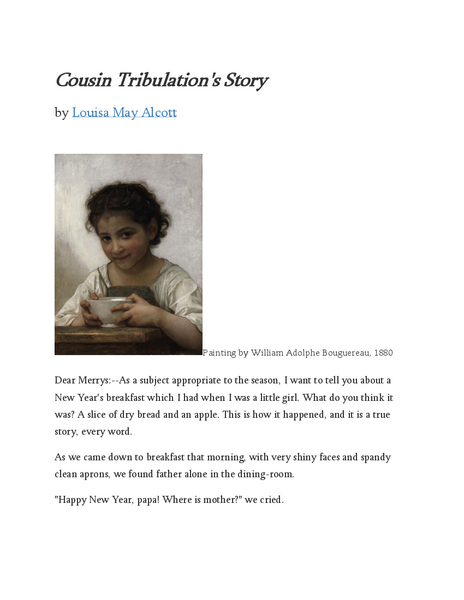 Cousin Tribulation's Story
by Louisa May Alcott
Painting by William Adolphe Bouguereau, 1880
Dear Merrys:--As a subject appropriate to the season, I want to tell you about a
New Year's breakfast which I had when I was a little girl. What do you think it
was? A slice of dry bread and an apple. This is how it happened, and it is a true
story, every word.
As we came down to breakfast that morning, with very shiny faces and spandy
clean aprons, we found father alone in the dining-room.
"Happy New Year, papa! Where is mother?" we cried.